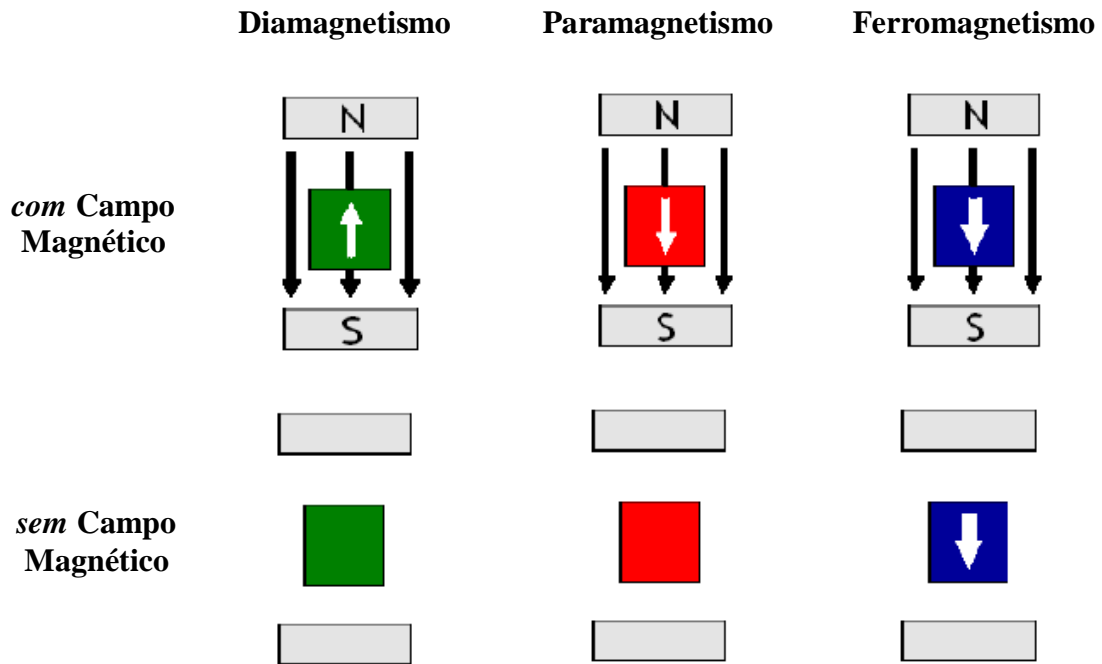 Diamagnetismo Paramagnetismo Ferromagnetismo
N N N
com Campo
Magnético
S S S
sem Campo
Magnético